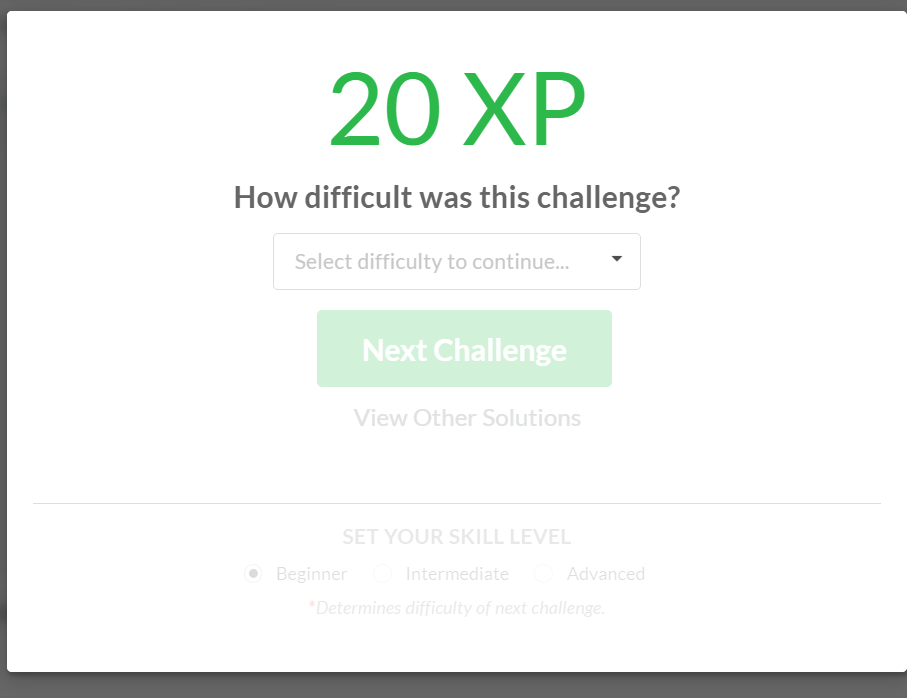 20 XP
How difficult was this challenge?
Select difficulty to continue...
Next Challenge
View Other Solutions
SET YOUR SKILL LEVEL
Beginner Intermediate Advanced
*Determines difficulty of next challenge.